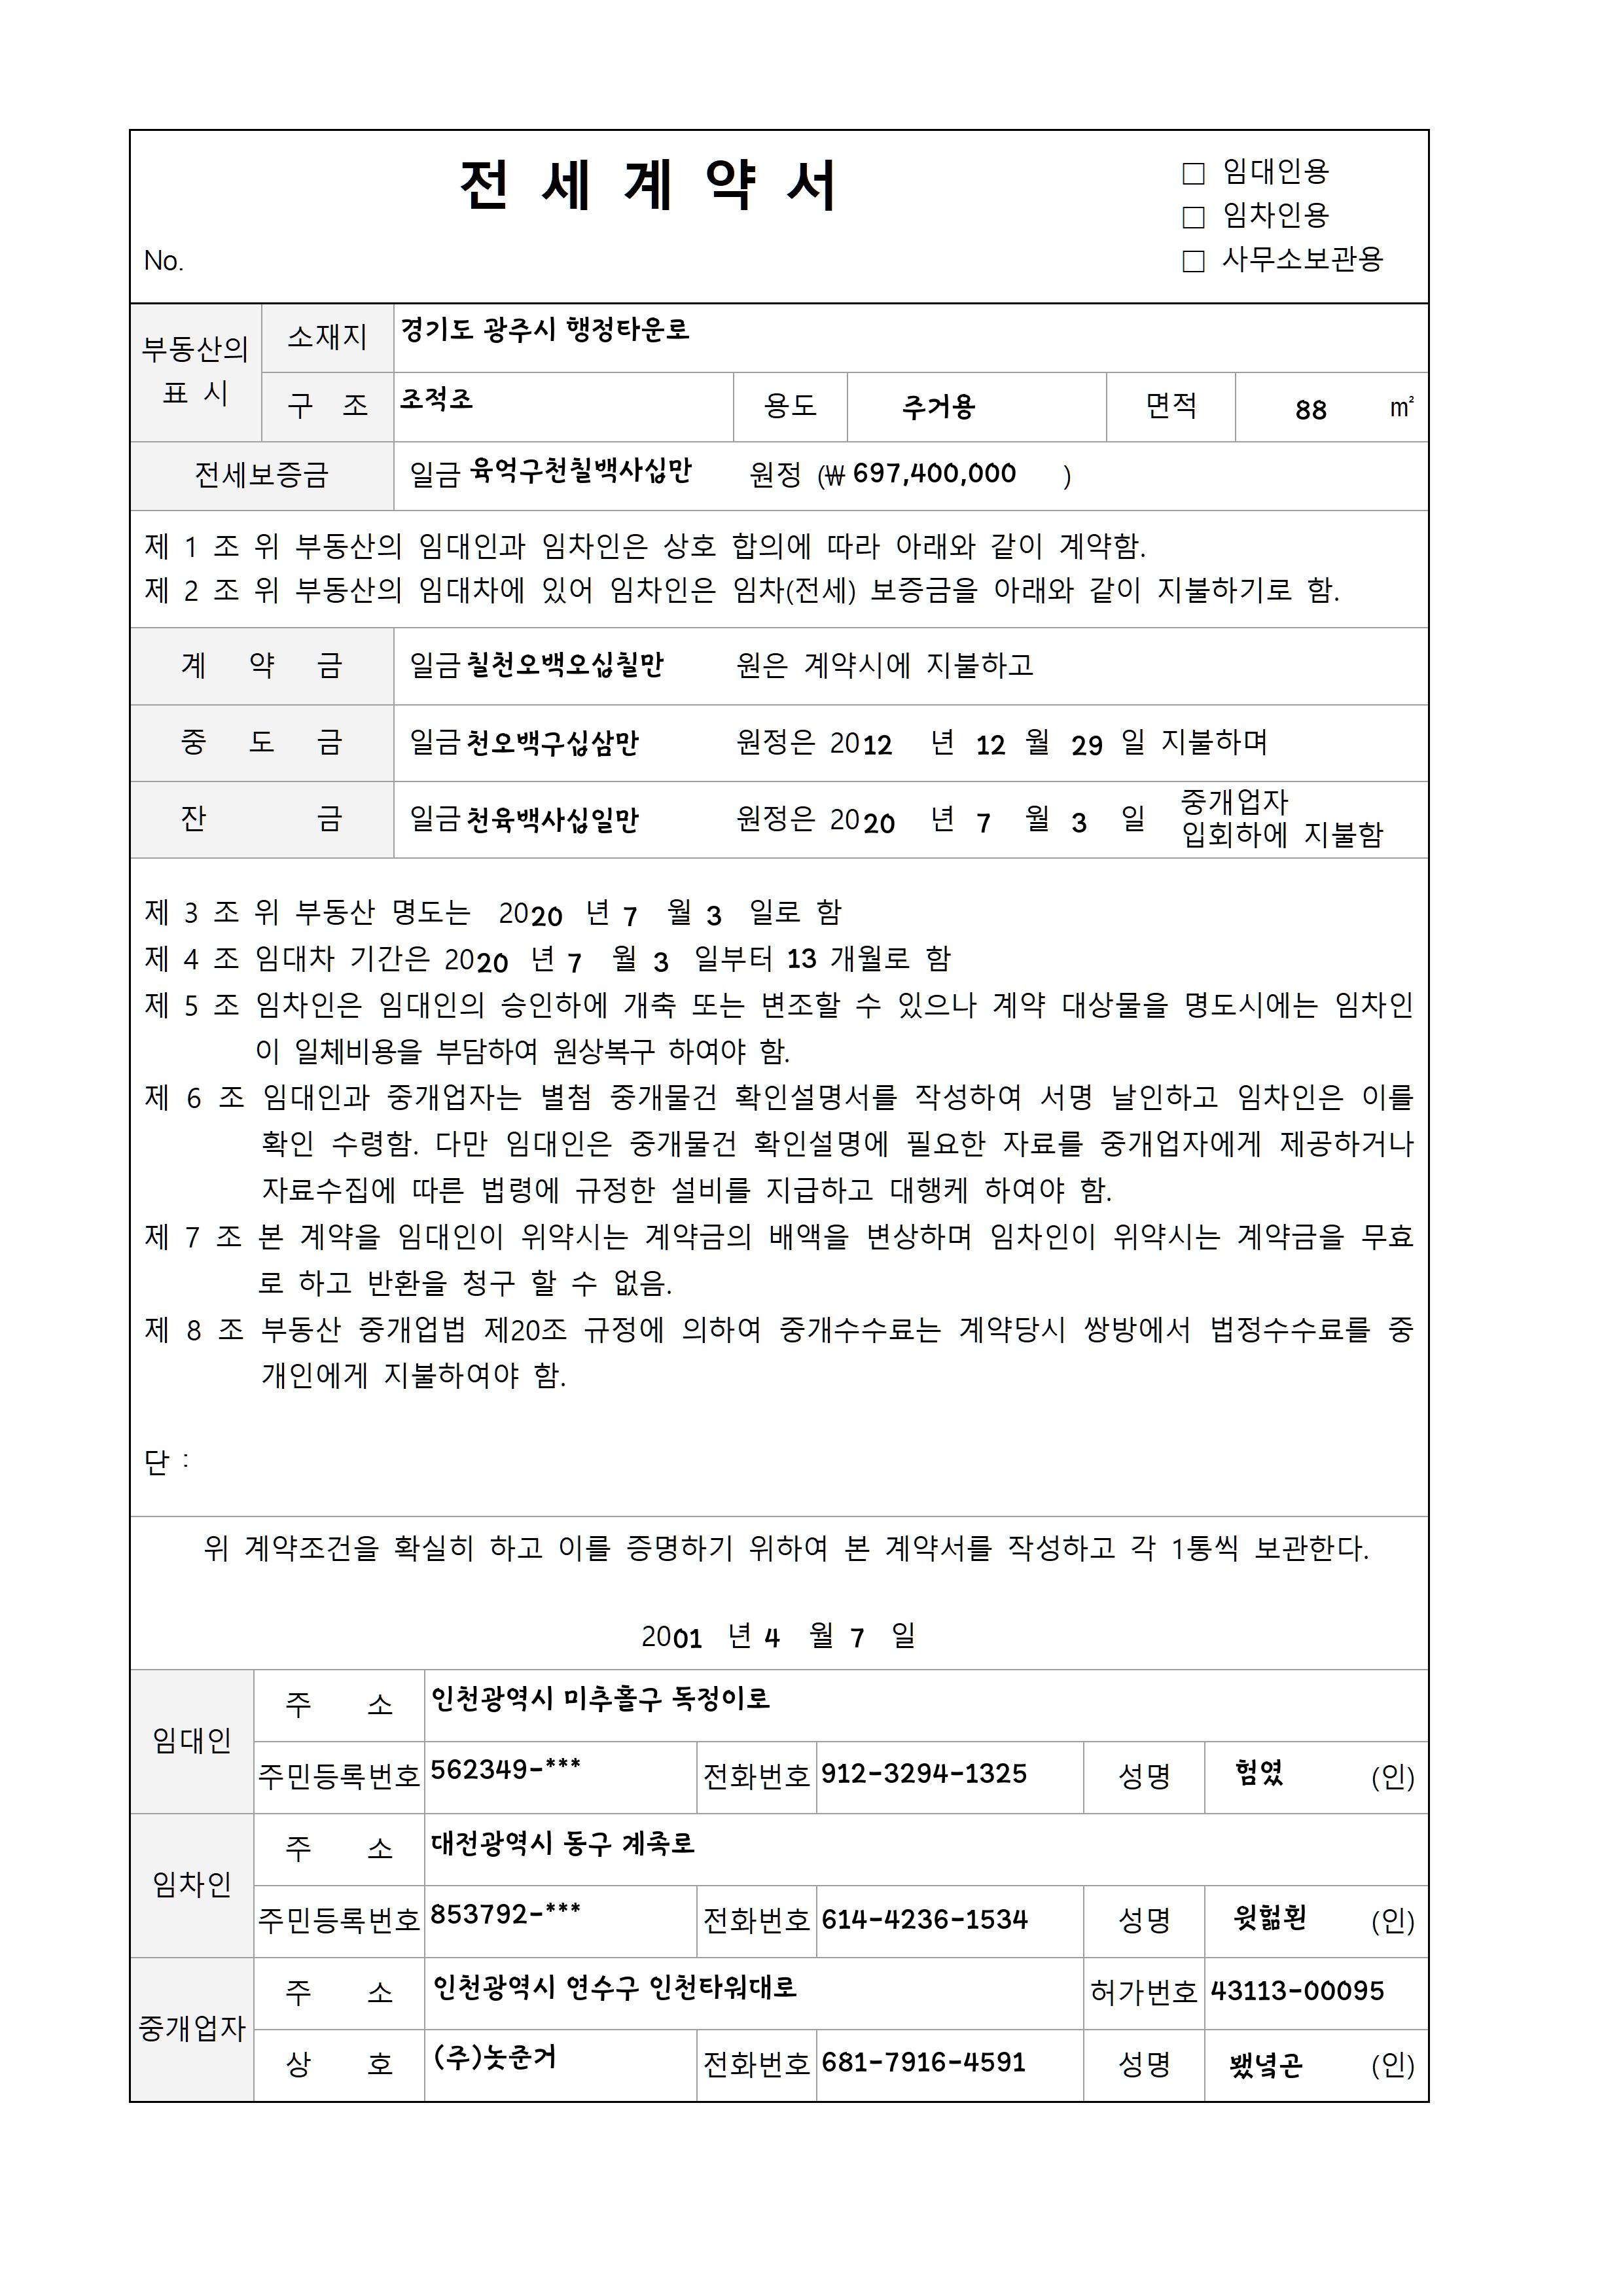 전 세 계 약 서
□ 임대인용
□ 임차인용
□ 사무소보관용
No.
부동산의 표 시
소재지 경기도 광주시 행정타운로
구 조 조적조 용도 주거용 면적 88 ㎡
전세보증금 일금 육억구천칠백사십만 원정 (₩ 697,400,000 )
제 1 조 위 부동산의 임대인과 임차인은 상호 합의에 따라 아래와 같이 계약함.
제 2 조 위 부동산의 임대차에 있어 임차인은 임차(전세) 보증금을 아래와 같이 지불하기로 함.
계 약 금 일금 칠천오백오십칠만 원은 계약시에 지불하고
중 도 금 일금 천오백구십삼만 원정은 2012 년 12 월 29 일 지불하며
잔 금 일금 천육백사십일만 원정은 2020 년 7 월 3 일 중개업자 입회하에 지불함
제 3 조 위 부동산 명도는 2020 년 7 월 3 일로 함
제 4 조 임대차 기간은 2020 년 7 월 3 일부터 13 개월로 함
제 5 조 임차인은 임대인의 승인하에 개축 또는 변조할 수 있으나 계약 대상물을 명도시에는 임차인
이 일체비용을 부담하여 원상복구 하여야 함.
제 6 조 임대인과 중개업자는 별첨 중개물건 확인설명서를 작성하여 서명 날인하고 임차인은 이를
확인 수령함. 다만 임대인은 중개물건 확인설명에 필요한 자료를 중개업자에게 제공하거나
자료수집에 따른 법령에 규정한 설비를 지급하고 대행케 하여야 함.
제 7 조 본 계약을 임대인이 위약시는 계약금의 배액을 변상하며 임차인이 위약시는 계약금을 무효
로 하고 반환을 청구 할 수 없음.
제 8 조 부동산 중개업법 제20조 규정에 의하여 중개수수료는 계약당시 쌍방에서 법정수수료를 중
개인에게 지불하여야 함.
단 :
위 계약조건을 확실히 하고 이를 증명하기 위하여 본 계약서를 작성하고 각 1통씩 보관한다.
2001 년 4 월 7 일
임대인
주 소 인천광역시 미추홀구 독정이로
주민등록번호 562349-*** 전화번호 912-3294-1325 성명 험였 (인)
임차인
주 소 대전광역시 동구 계족로
주민등록번호 853792-*** 전화번호 614-4236-1534 성명 (인)
중개업자
주 소 인천광역시 연수구 인천타워대로 허가번호 43113-00095
상 호 (주)놎준거 전화번호 681-7916-4591 성명 (인)